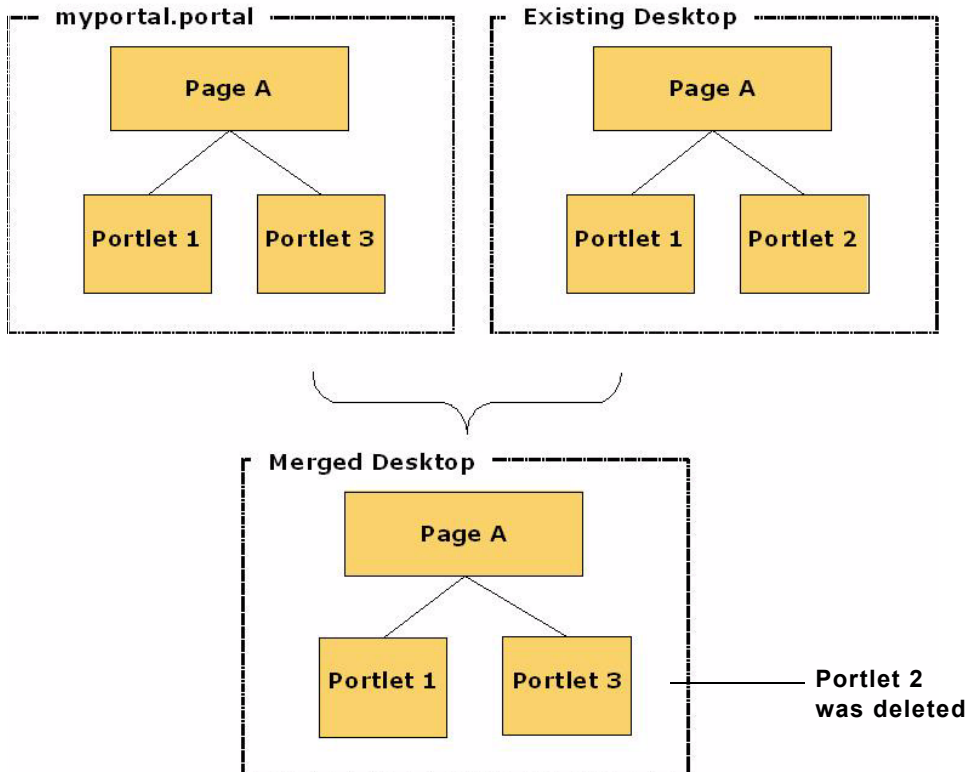 myportal.portal
Page A
Portlet 1
Portlet 3
Existing Desktop
Page A
Portlet 1
Portlet 2
Merged Desktop
Page A
Portlet 1
Portlet 3
Portlet 2
was deleted